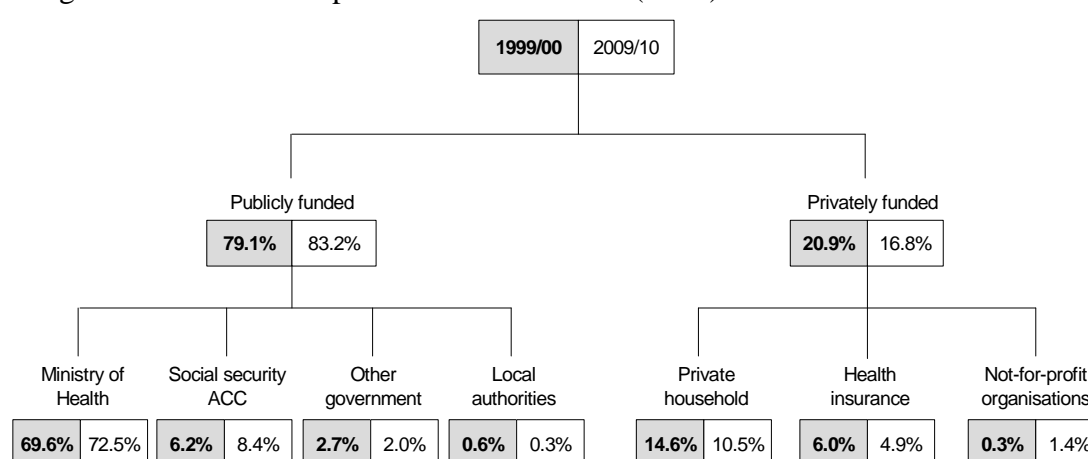 1999/00 2009/10
Publicly funded Privately funded
79.1% 83.2% 20.9% 16.8%
Ministry of Health
Social security ACC
Other government
Local authorities
Private household
Health insurance
Not-for-profit organisations
69.6% 72.5% 6.2% 8.4% 2.7% 2.0% 0.6% 0.3% 14.6% 10.5% 6.0% 4.9% 0.3% 1.4%